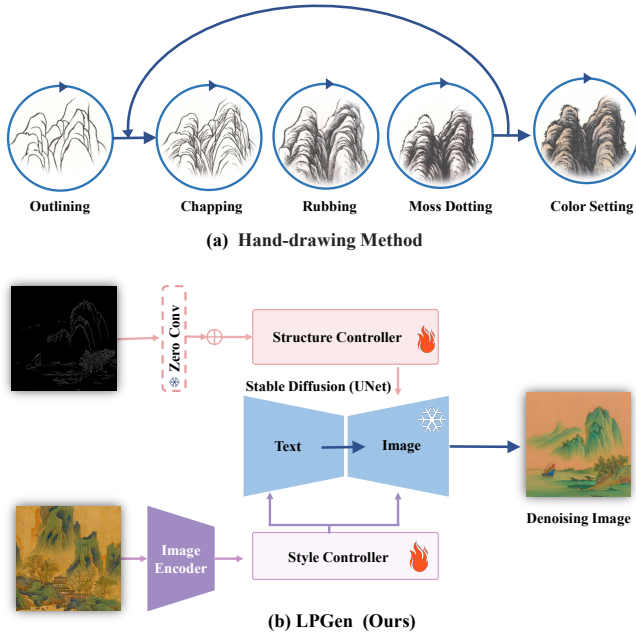 Outlining
Chapping
Rubbing
Moss Dotting
Color Setting
(a) Hand-drawing Method
Zero Conv
Structure Controller
Stable Diffusion (UNet)
Text
Image
Denoising Image
Image
Encoder
Style Controller
(b) LPGen (Ours)